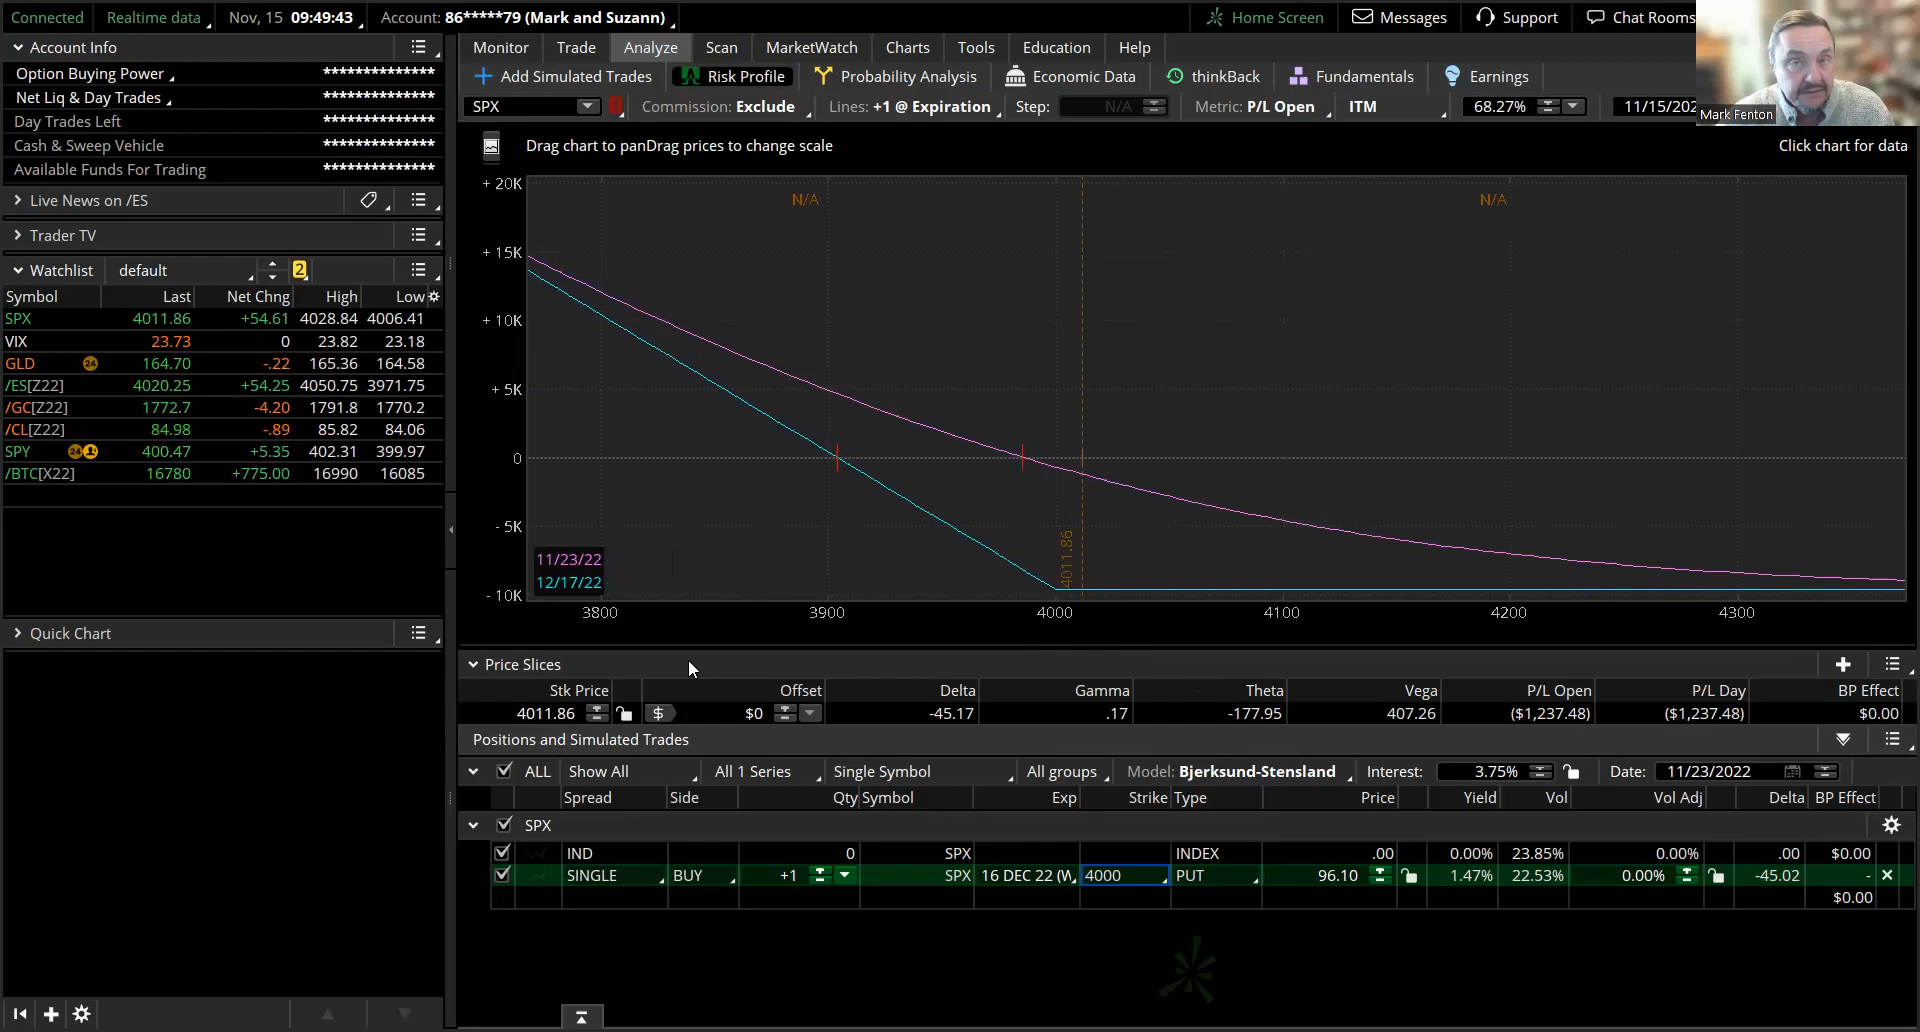 Connected Realtime data Nov, 15 09:49:43 Account: 86*****79 (Mark and Suzann) Home Screen Messages Support Chat Rooms
Mark Fenton
Account Info
Option Buying Power **************
Net Liq & Day Trades **************
Day Trades Left **************
Cash & Sweep Vehicle **************
Available Funds For Trading **************
Live News on /ES
Trader TV
Watchlist default 2
Symbol Last Net Chng High Low
SPX 4011.86 +54.61 4028.84 4006.41
VIX 23.73 0 23.82 23.18
GLD 24 164.70 -.22 165.36 164.58
/ES[Z22] 4020.25 +54.25 4050.75 3971.75
/GC[Z22] 1772.7 -4.20 1791.8 1770.2
/CL[Z22] 84.98 -.89 85.82 84.06
SPY 24 400.47 +5.35 402.31 399.97
/BTC[X22] 16780 +775.00 16990 16085
Quick Chart
Monitor Trade Analyze Scan MarketWatch Charts Tools Education Help
Add Simulated Trades Risk Profile Probability Analysis Economic Data thinkBack Fundamentals Earnings
SPX Commission: Exclude Lines: +1 @ Expiration Step: N/A Metric: P/L Open ITM 68.27% 11/15/202
Drag chart to panDrag prices to change scale Click chart for data
+ 20K
N/A N/A
+ 15K
+ 10K
+ 5K
0
- 5K
4011.86
11/23/22
12/17/22
- 10K
3800 3900 4000 4100 4200 4300
Price Slices
Stk Price Offset Delta Gamma Theta Vega P/L Open P/L Day BP Effect
4011.86 $ $0 -45.17 .17 -177.95 407.26 ($1,237.48) ($1,237.48) $0.00
Positions and Simulated Trades
ALL Show All All 1 Series Single Symbol All groups Model: Bjerksund-Stensland Interest: 3.75% Date: 11/23/2022
Spread Side Qty Symbol Exp Strike Type Price Yield Vol Vol Adj Delta BP Effect
SPX
IND 0 SPX INDEX .00 0.00% 23.85% 0.00% .00 $0.00
SINGLE BUY +1 SPX 16 DEC 22 (W 4000 PUT 96.10 1.47% 22.53% 0.00% -45.02 -
$0.00